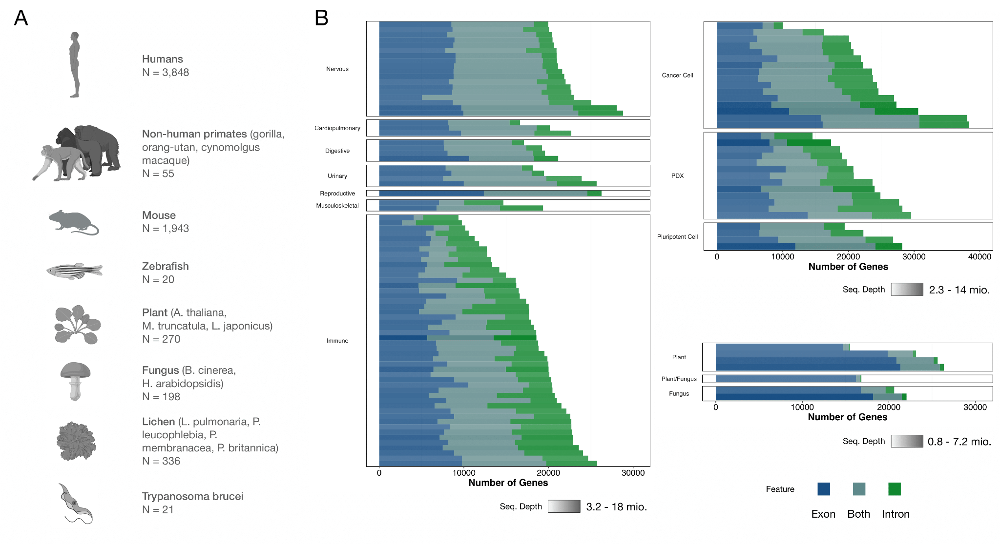 A
Humans
N = 3,848
Non-human primates (gorilla,
orang-utan, cynomolgus
macaque)
N = 55
Mouse
N = 1,943
Zebrafish
N = 20
Plant (A. thaliana,
M. truncatula, L. japonicus)
N = 270
Fungus (B. cinerea,
H. arabidopsidis)
N = 198
Lichen (L. pulmonaria, P.
leucophlebia, P.
membranacea, P. britannica)
N = 336
Trypanosoma brucei
N = 21
B
Nervous
Cardiopulmonary
Digestive
Urinary
Reproductive
Musculoskeletal
Immune
0 10000 20000 30000
Number of Genes
Seq. Depth 3.2 - 18 mio.
Cancer Cell
PDX
Pluripotent Cell
0 10000 20000 30000 40000
Number of Genes
Seq. Depth 2.3 - 14 mio.
Plant
Plant/Fungus
Fungus
0 10000 20000 30000
Number of Genes
Seq. Depth 0.8 - 7.2 mio.
Feature
Exon Both Intron